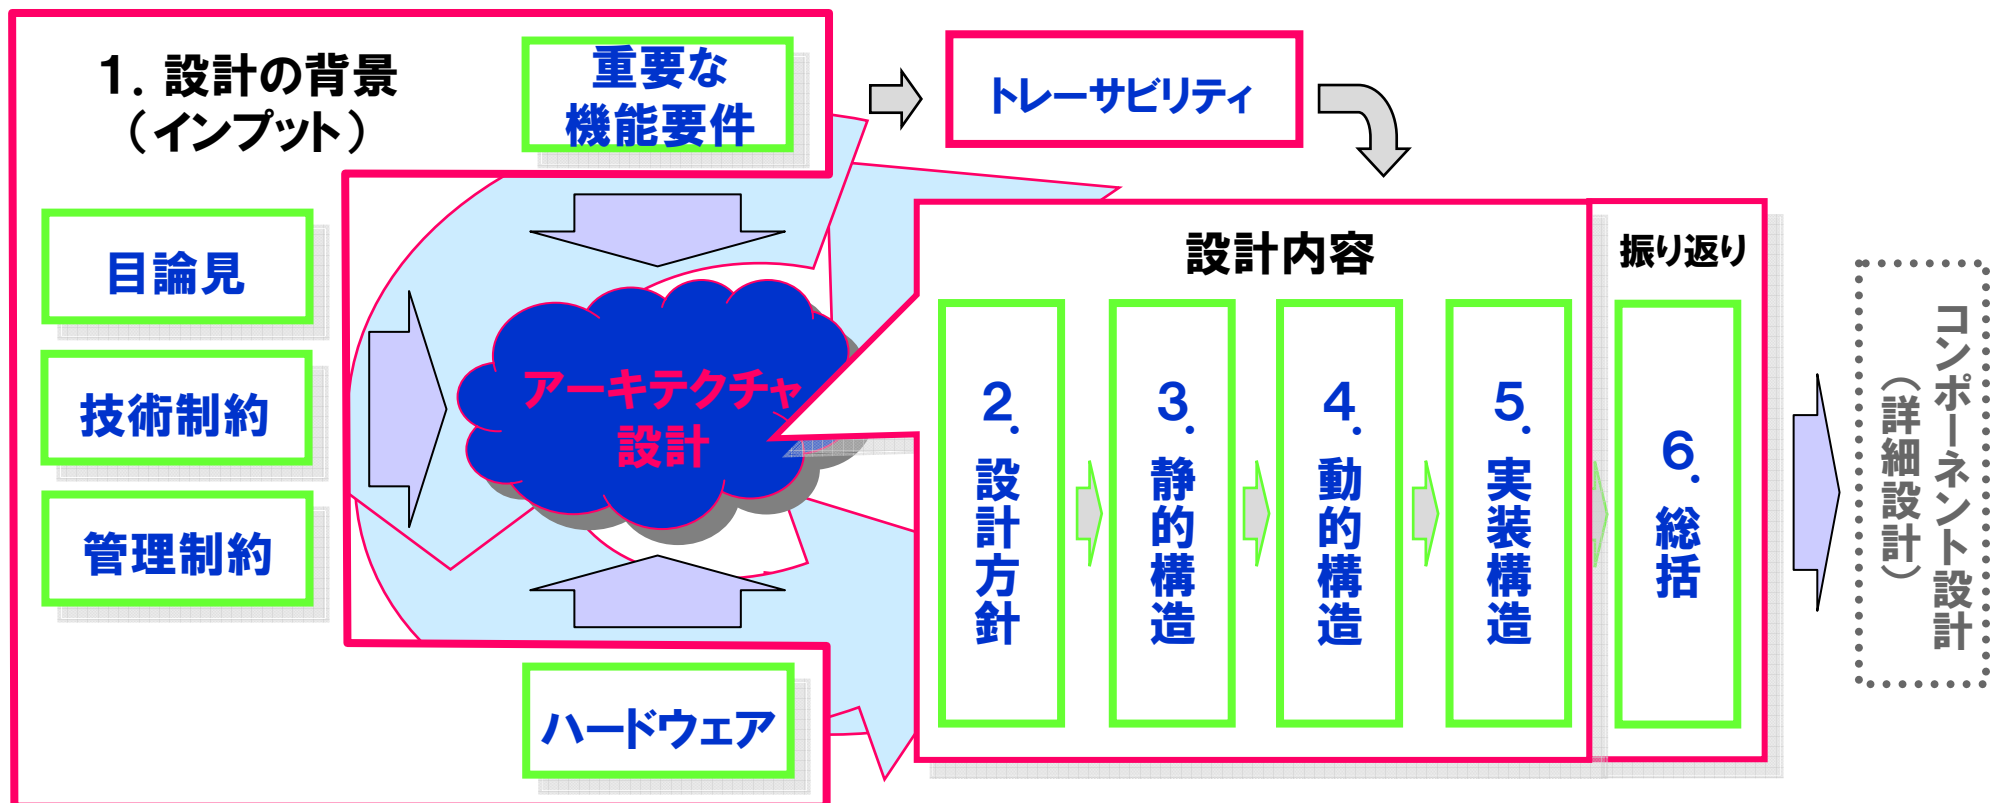 １．設計の背景
（インプット）
重要な
機能要件
目論見
技術制約
管理制約
ハードウェア
アーキテクチャ
設計
トレーサビリティ
設計内容
２．設計方針
３．静的構造
４．動的構造
５．実装構造
振り返り
６．総括
コンポーネント設計
（詳細設計）